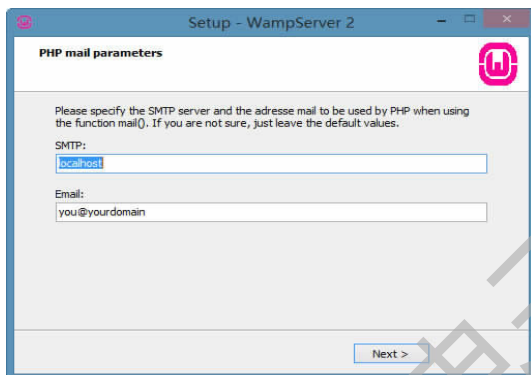 Setup - WampServer 2
PHP mail parameters
Please specify the SMTP server and the adresse mail to be used by PHP when using
the function mail(). If you are not sure, just leave the default values.
SMTP:
localhost
Email:
you@yourdomain
Next >